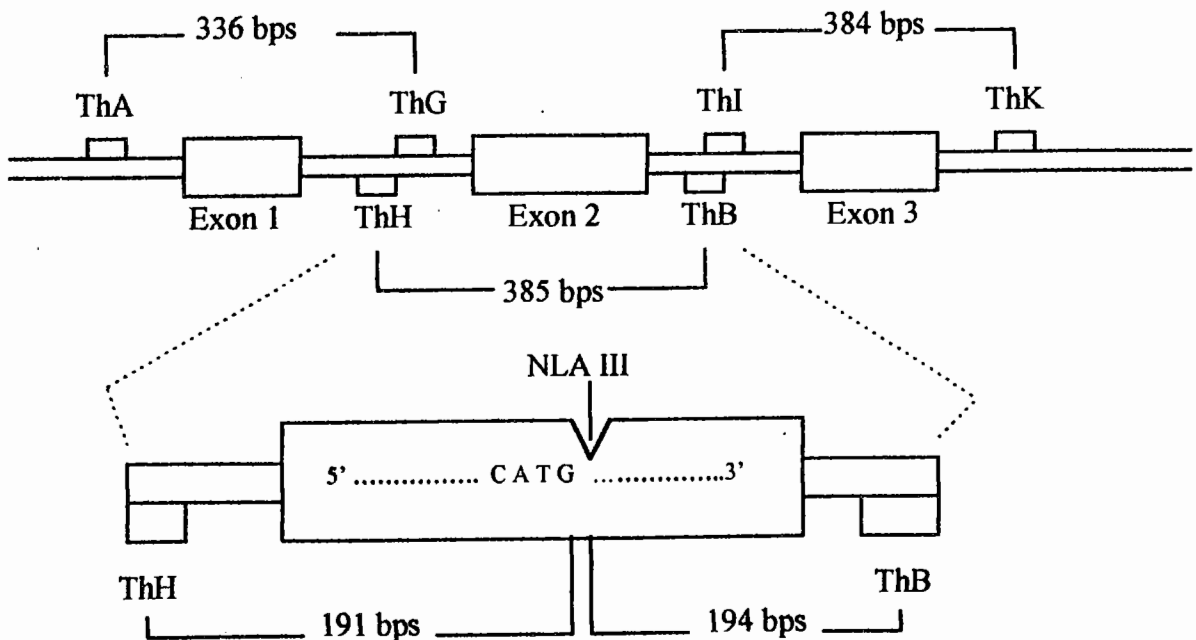 336 bps 384 bps
ThA ThG ThI ThK
Exon 1 ThH Exon 2 ThB Exon 3
385 bps
NLA III
5’ ................ C A T G ... ...............3’
ThH ThB
191 bps 194 bps